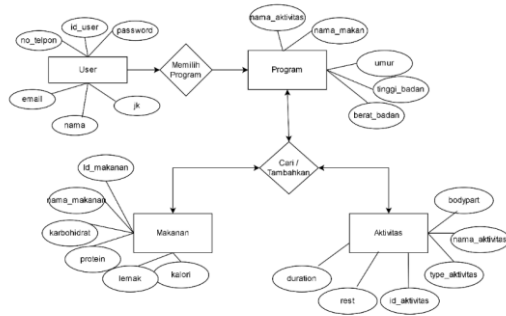 id_user
no_telpon
password
User
email
nama
jk
Memilih
Program
nama_aktivitas
nama_makan
Program
umur
tinggi_badan
berat_badan
Cari /
Tambahkan
Id_makanan
nama_makanan
karbohidrat
protein
lemak
kalori
Makanan
Aktivitas
bodypart
nama_aktivitas
type_aktivitas
id_aktivitas
rest
duration